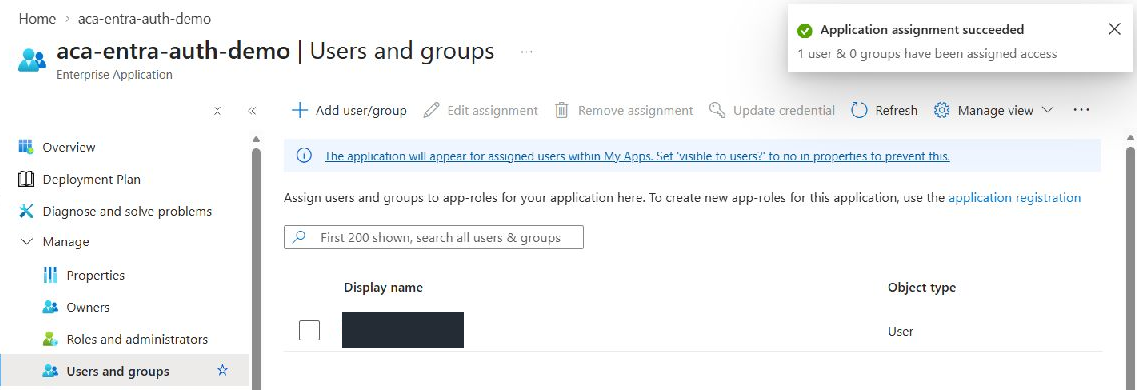 Home > aca-entra-auth-demo
aca-entra-auth-demo | Users and groups ...
Enterprise Application
Application assignment succeeded
1 user & 0 groups have been assigned access
Add user/group Edit assignment Remove assignment Update credential Refresh Manage view ...
Overview
Deployment Plan
Diagnose and solve problems
Manage
Properties
Owners
Roles and administrators
Users and groups
The application will appear for assigned users within My Apps. Set 'visible to users?' to no in properties to prevent this.
Assign users and groups to app-roles for your application here. To create new app-roles for this application, use the application registration
First 200 shown, search all users & groups
Display name Object type
User